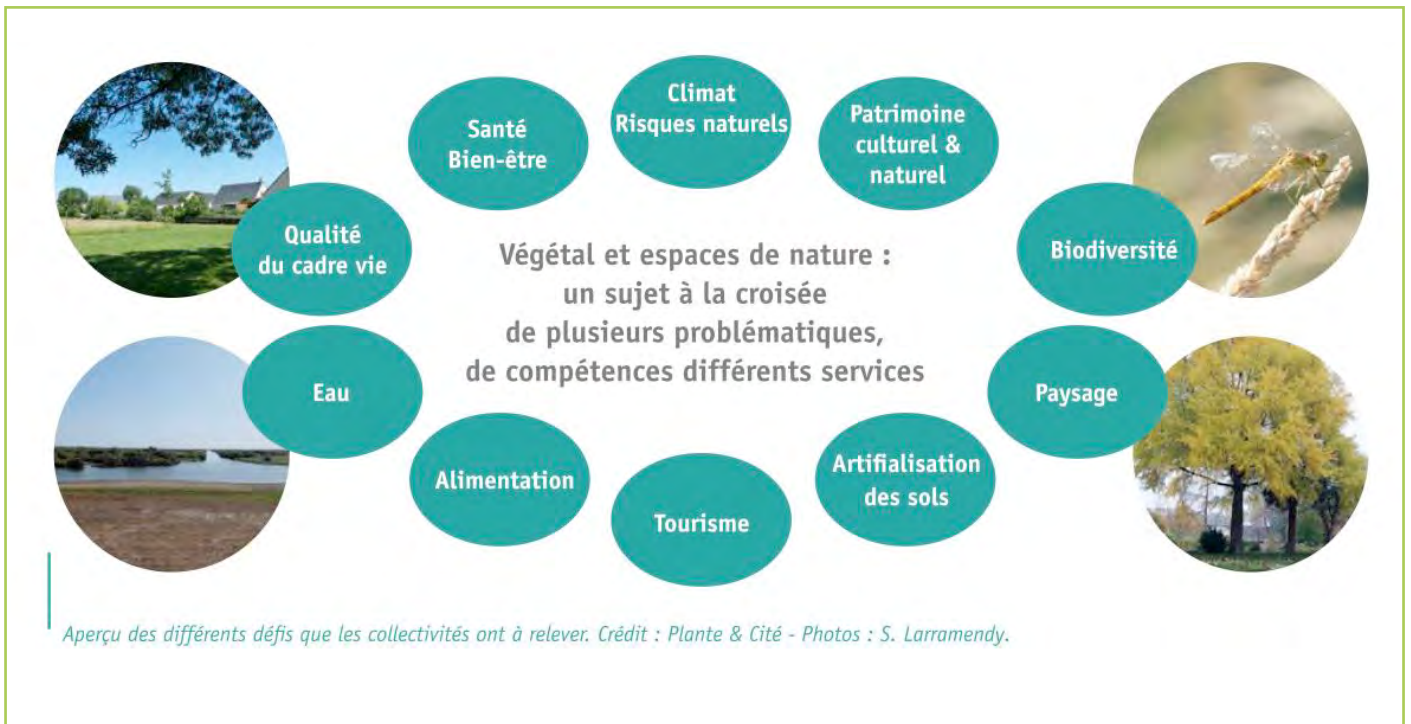 Climat
Risques naturels
Santé
Bien-être
Patrimoine
culturel &
naturel
Qualité
du cadre vie
Biodiversité
Végétal et espaces de nature :
un sujet à la croisée
de plusieurs problématiques,
de compétences différents services
Eau
Paysage
Alimentation
Artifialisation
des sols
Tourisme
Aperçu des différents défis que les collectivités ont à relever. Crédit : Plante & Cité - Photos : S. Larramendy.